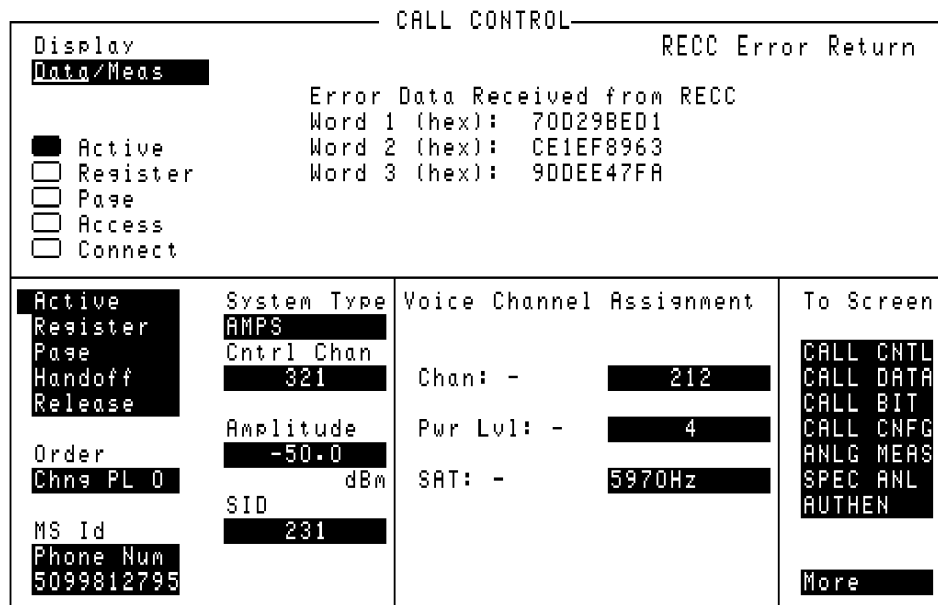 CALL CONTROL
Display
Data/Meas
RECC Error Return
Error Data Received from RECC
Word 1 (hex): 70D29BED1
Word 2 (hex): CE1EF8963
Word 3 (hex): 9DDEE47FA
Active
Register
Page
Access
Connect
Active
Register
Page
Handoff
Release
Order
Chng PL 0
MS Id
Phone Num
5099812795
System Type
AMPS
Cntrl Chan
321
Amplitude
-50.0
dBm
SID
231
Voice Channel Assignment
Chan: - 212
Pwr Lvl: - 4
SAT: - 5970Hz
To Screen
CALL CNTL
CALL DATA
CALL BIT
CALL CNFG
ANLG MEAS
SPEC ANL
AUTHEN
More